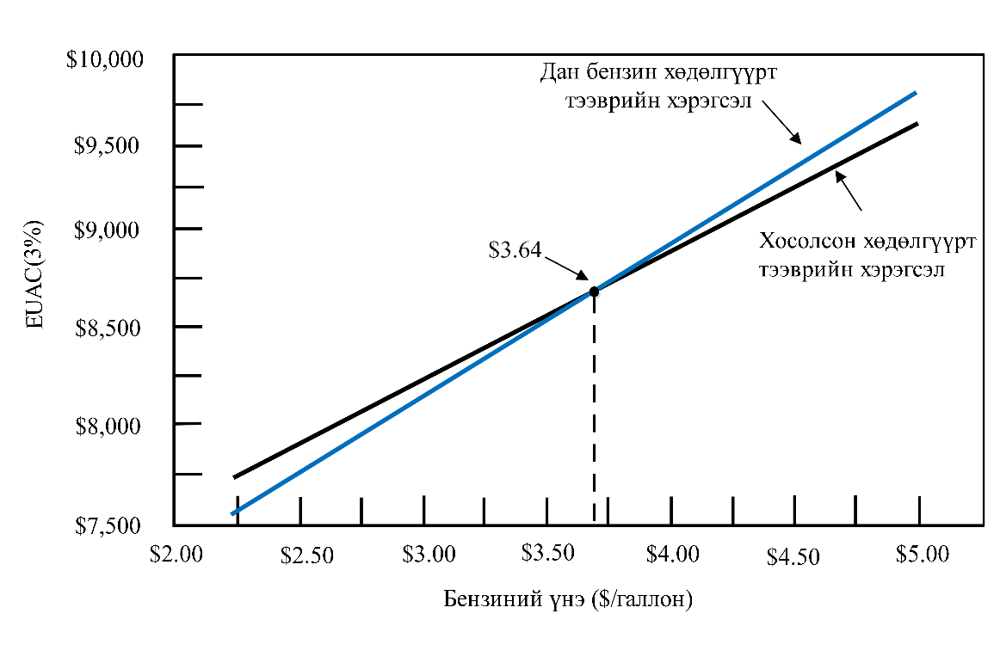 $10,000
Дан бензин хөдөлгүүрт
тээврийн хэрэгсэл
$9,500
$9,000
Хосолсон хөдөлгүүрт
тээврийн хэрэгсэл
$3.64
EUAC(3%)
$8,500
$8,000
$7,500
$2.00 $2.50 $3.00 $3.50 $4.00 $4.50 $5.00
Бензиний үнэ ($/галлон)